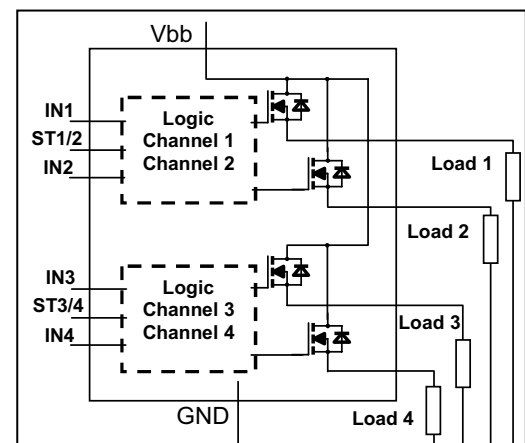 Vbb
IN1
ST1/2
IN2
Logic
Channel 1
Channel 2
Load 1
Load 2
IN3
ST3/4
IN4
Logic
Channel 3
Channel 4
Load 3
Load 4
GND